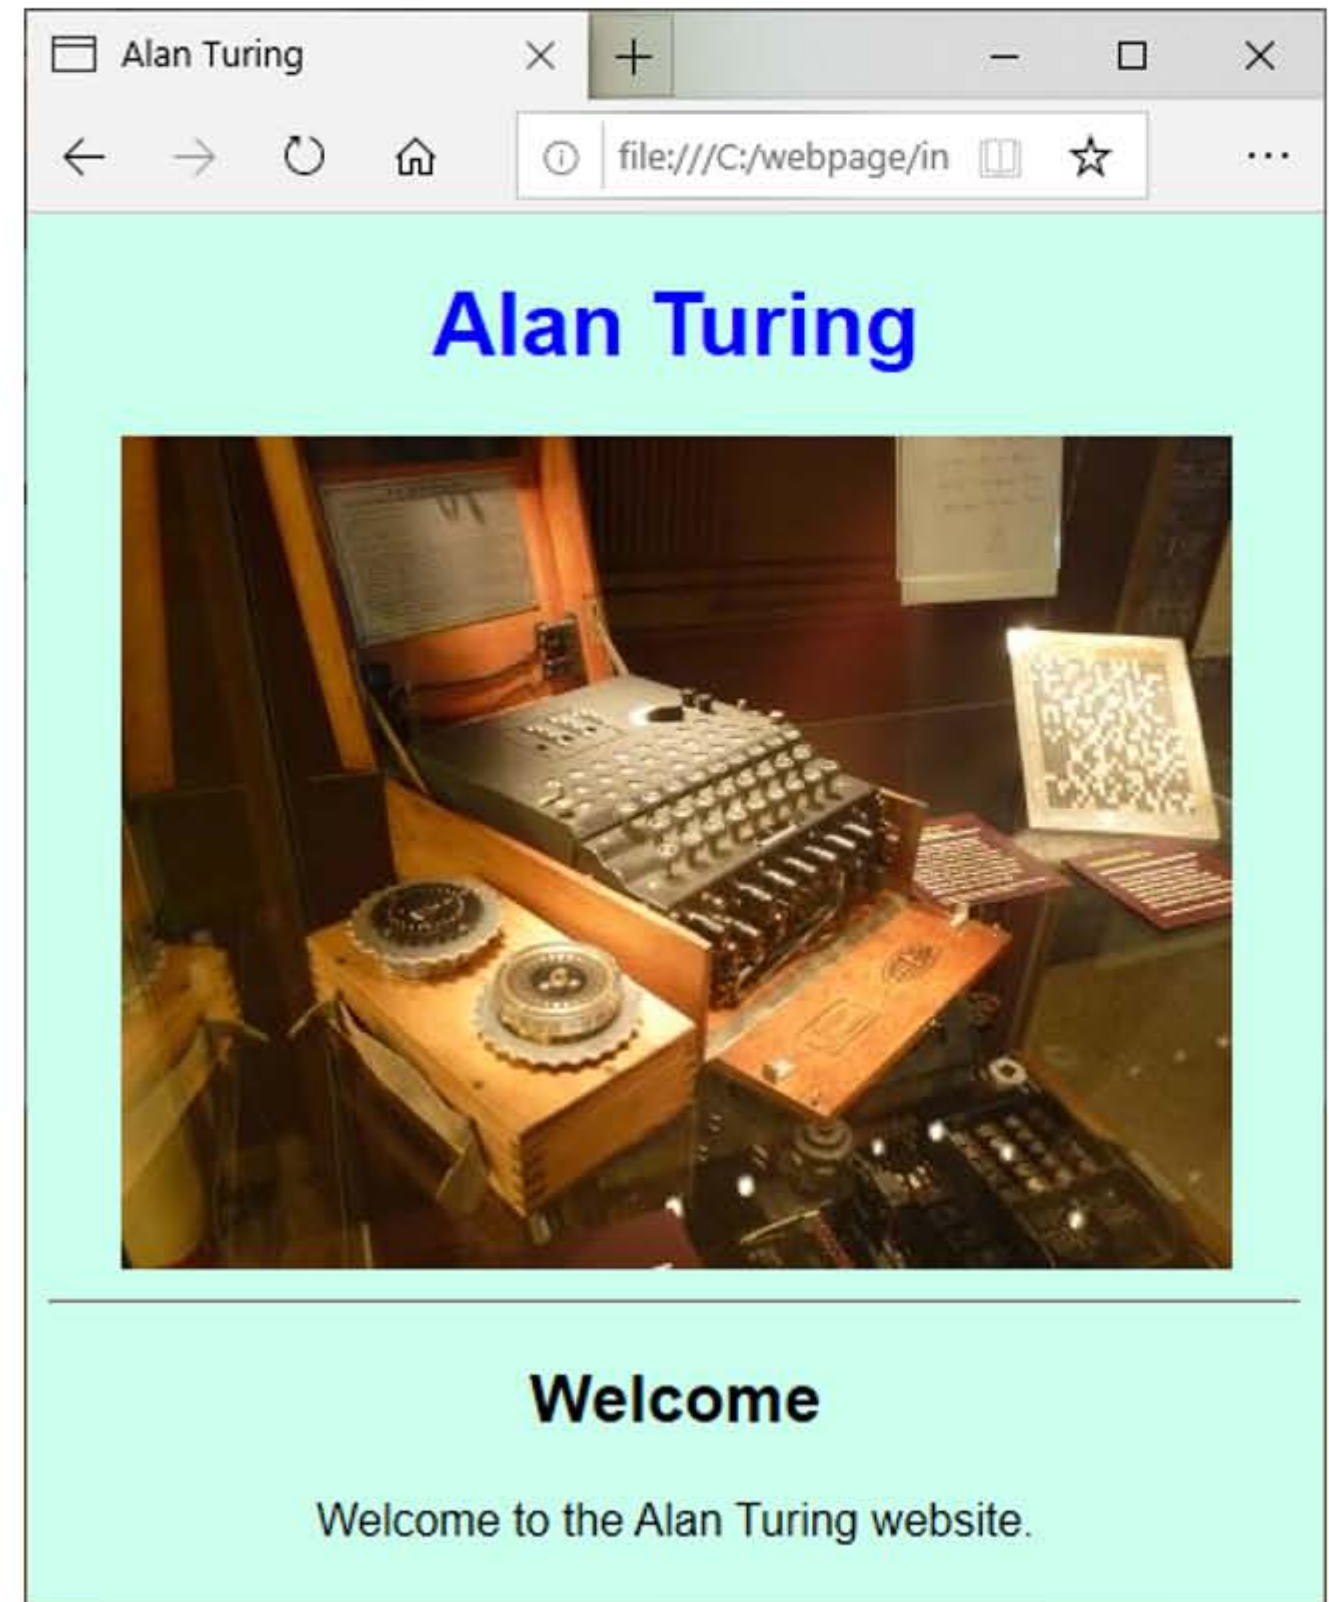 Alan Turing
file:///C:/webpage/in
Alan Turing
Welcome
Welcome to the Alan Turing website.